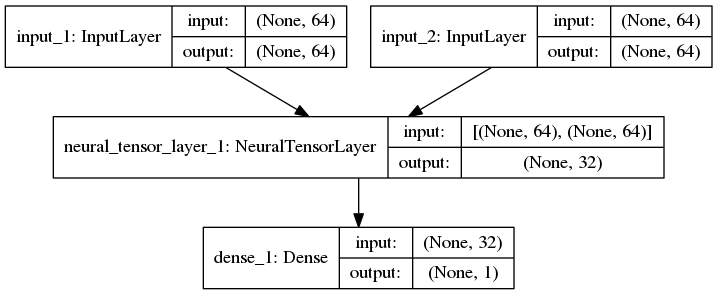 input_1: InputLayer input: (None, 64)
output: (None, 64)
input_2: InputLayer input: (None, 64)
output: (None, 64)
neural_tensor_layer_1: NeuralTensorLayer input: [(None, 64), (None, 64)]
output: (None, 32)
dense_1: Dense input: (None, 32)
output: (None, 1)